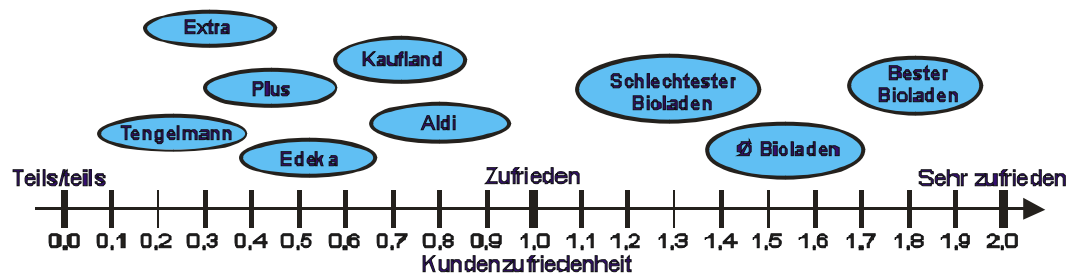 Extra
Kaufland
Plus
Schlechtester
Bioladen
Bester
Bioladen
Tengelmann
Aldi
Edeka
Ø Bioladen
Teils/teils
Zufrieden
Sehr zufrieden
0,0 0,1 0,2 0,3 0,4 0,5 0,6 0,7 0,8 0,9 1,0 1,1 1,2 1,3 1,4 1,5 1,6 1,7 1,8 1,9 2,0
Kundenzufriedenheit